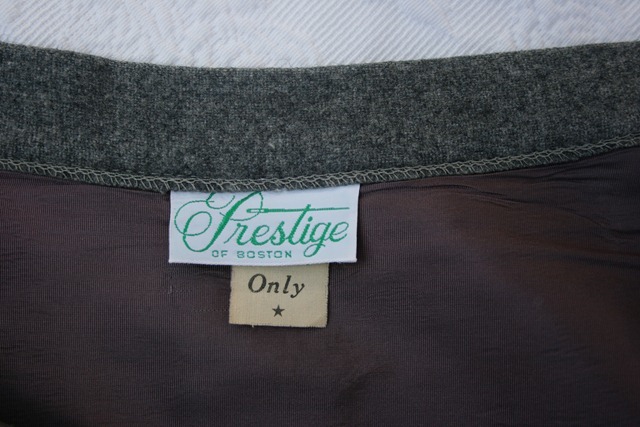 Prestige
OF BOSTON
Only
★